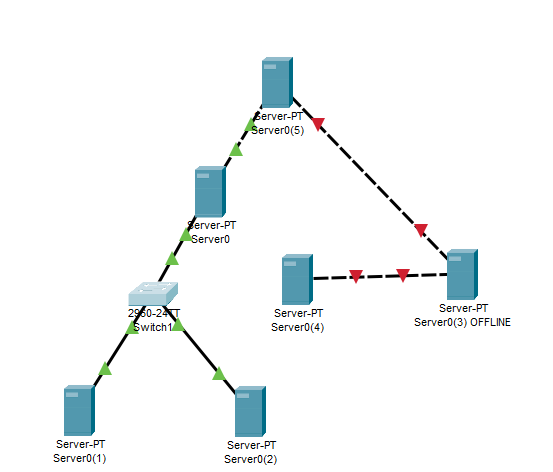 Server-PT
Server0(5)
Server-PT
Server0
2960-24TT
Switch1
Server-PT
Server0(4)
Server-PT
Server0(3) OFFLINE
Server-PT
Server0(1)
Server-PT
Server0(2)